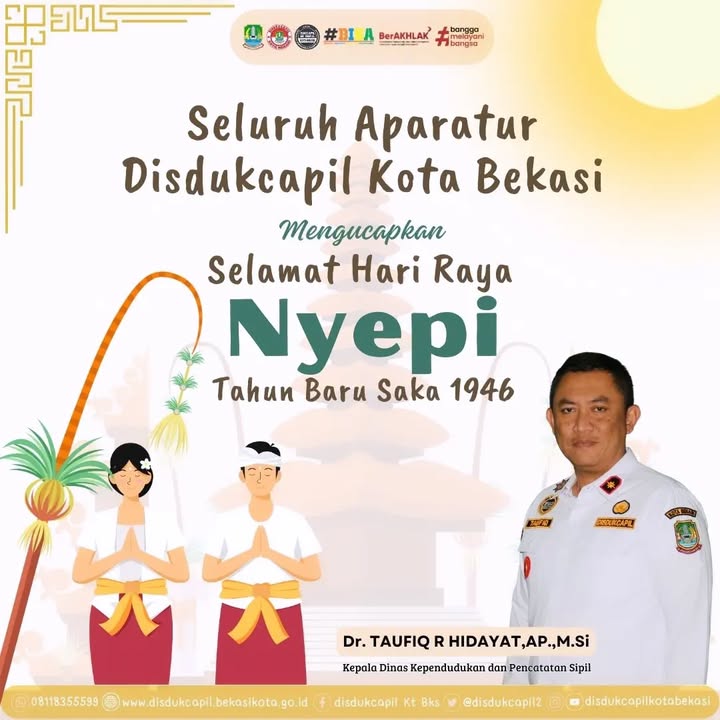 #BISA BerAKHLAK # bangga
melayani
bangsa
Seluruh Aparatur
Disdukcapil Kota Bekasi
Mengucapkan
Selamat Hari Raya
Nyepi
Tahun Baru Saka 1946
TAUFIQ DISDUKCAPIL
Dr. TAUFIQ R HIDAYAT,AP.,M.Si
Kepala Dinas Kependudukan dan Pencatatan Sipil
08118355599 www.disdukcapil.bekasikota.go.id disdukcapil Kt Bks @disdukcapil2 disdukcapilkotabekasi